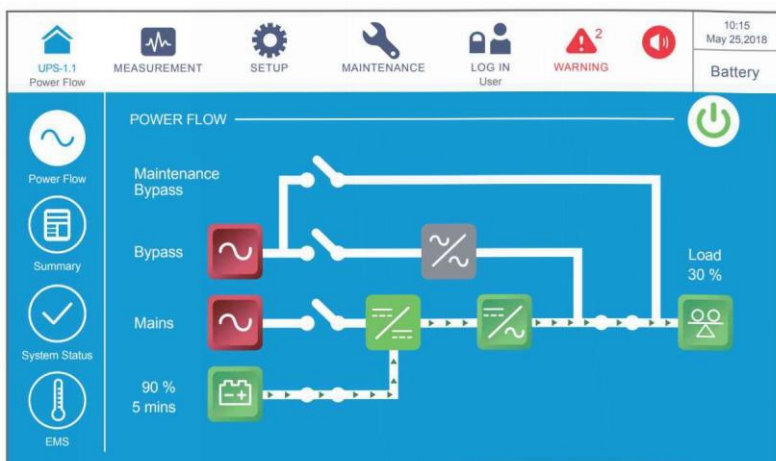 UPS-1.1
Power Flow
MEASUREMENT
SETUP
MAINTENANCE
LOG IN
User
2
WARNING
10:15
May 25,2018
Battery
POWER FLOW
Power Flow
Summary
System Status
EMS
Maintenance
Bypass
Bypass
Mains
90 %
5 mins
Load
30 %